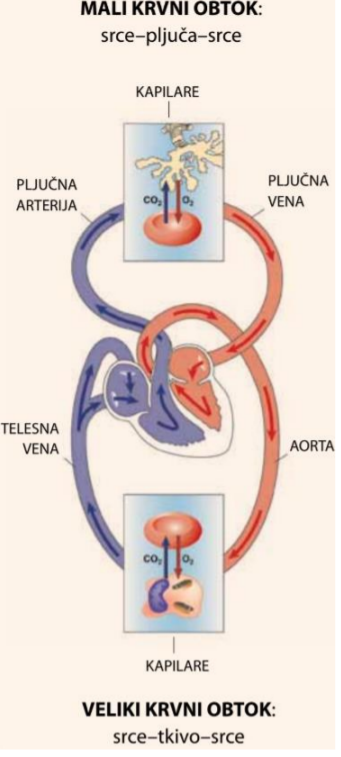 MALI KRVNI OBTOK:
srce–pljuča–srce
KAPILARE
PLJUČNA
ARTERIJA
PLJUČNA
VENA
CO₂
O₂
TELESNA
VENA
AORTA
CO₂
O₂
KAPILARE
VELIKI KRVNI OBTOK:
srce–tkivo–srce